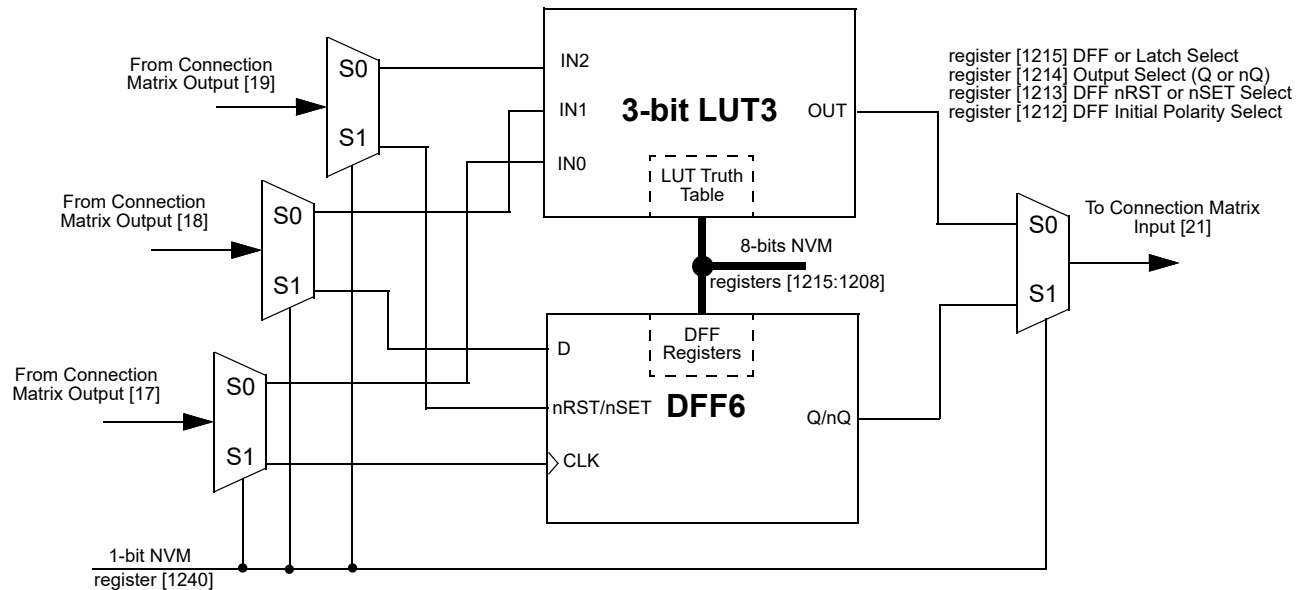 From Connection
Matrix Output [19]
S0
S1
From Connection
Matrix Output [18]
S0
S1
From Connection
Matrix Output [17]
S0
S1
1-bit NVM
register [1240]
IN2
IN1
IN0
3-bit LUT3
OUT
LUT Truth
Table
8-bits NVM
registers [1215:1208]
DFF
Registers
D
nRST/nSET
CLK
DFF6
Q/nQ
register [1215] DFF or Latch Select
register [1214] Output Select (Q or nQ)
register [1213] DFF nRST or nSET Select
register [1212] DFF Initial Polarity Select
S0
S1
To Connection Matrix
Input [21]